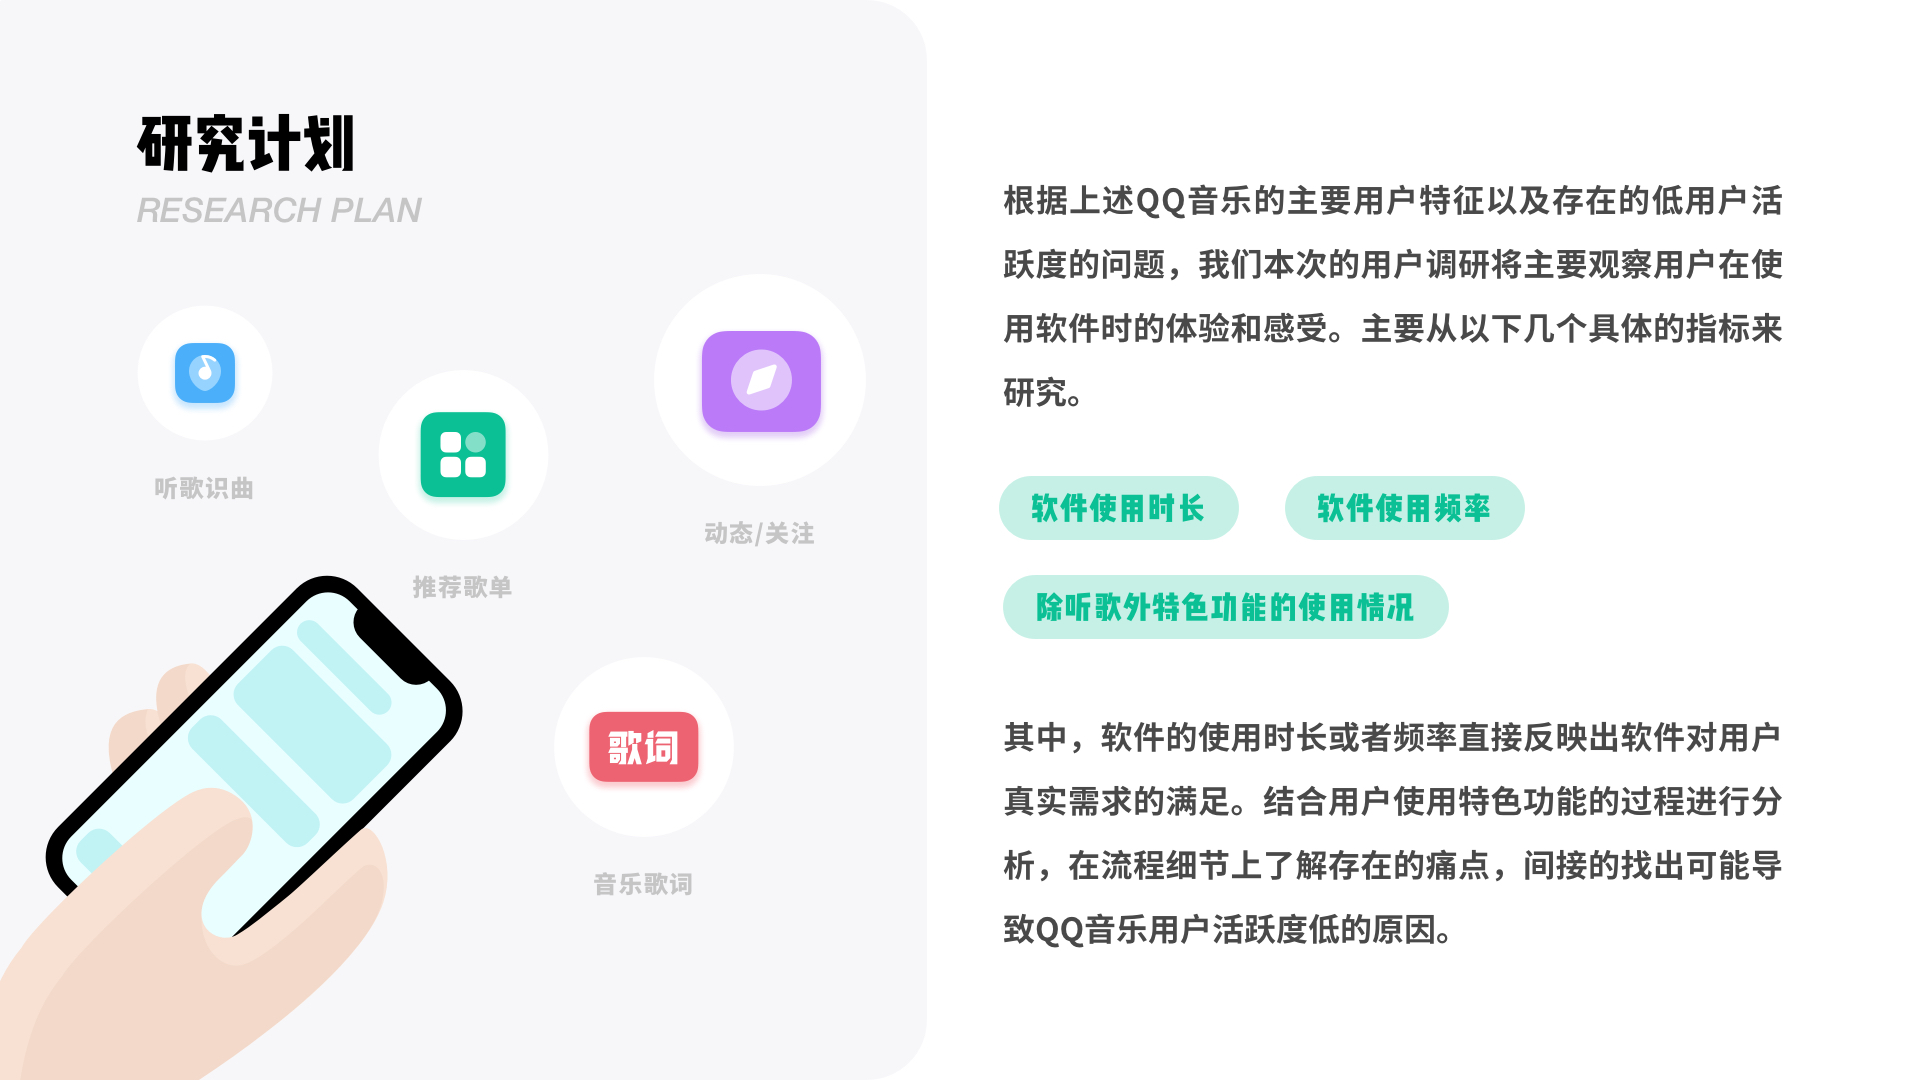 研究计划
RESEARCH PLAN
听歌识曲
推荐歌单
动态/关注
歌词
音乐歌词
根据上述QQ音乐的主要用户特征以及存在的低用户活
跃度的问题，我们本次的用户调研将主要观察用户在使
用软件时的体验和感受。主要从以下几个具体的指标来
研究。
软件使用时长
软件使用频率
除听歌外特色功能的使用情况
其中，软件的使用时长或者频率直接反映出软件对用户
真实需求的满足。结合用户使用特色功能的过程进行分
析，在流程细节上了解存在的痛点，间接的找出可能导
致QQ音乐用户活跃度低的原因。